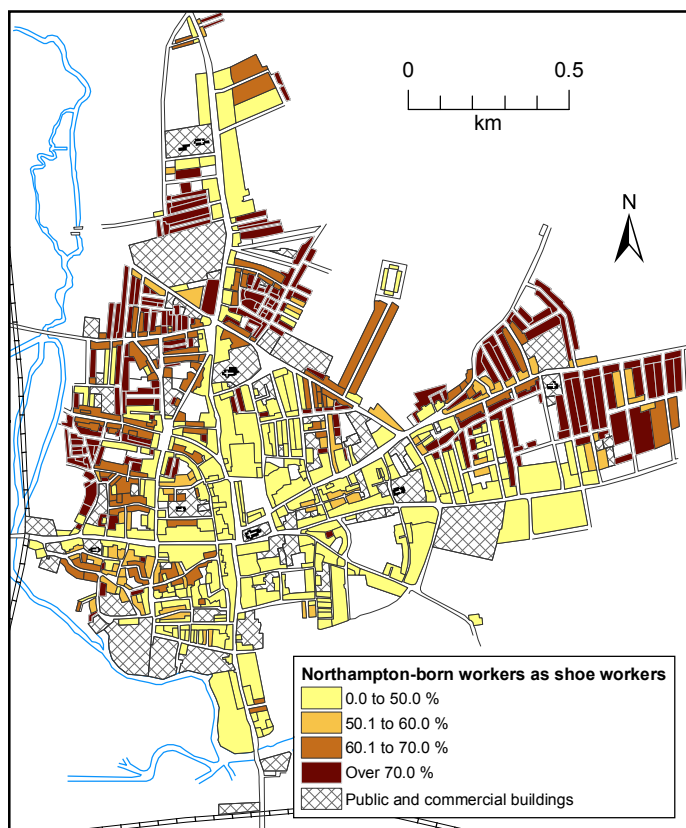 0 0.5
km
N
Northampton-born workers as shoe workers
0.0 to 50.0 %
50.1 to 60.0 %
60.1 to 70.0 %
Over 70.0 %
Public and commercial buildings